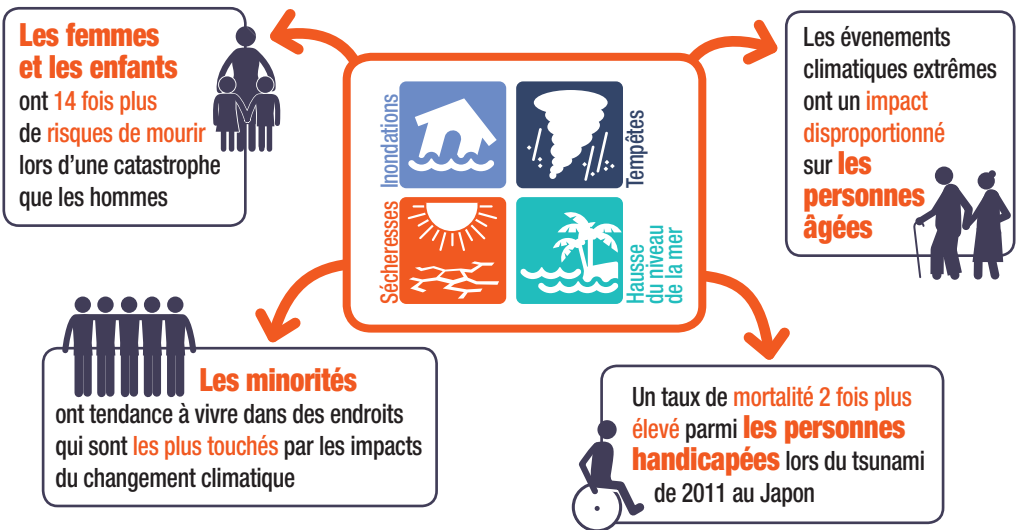 Les femmes
et les enfants
ont 14 fois plus
de risques de mourir
lors d'une catastrophe
que les hommes
Inondations
Tempêtes
Sécheresses
Hausse
du niveau
de la mer
Les évenements
climatiques extrêmes
ont un impact
disproportionné
sur les
personnes
âgées
Les minorités
ont tendance à vivre dans des endroits
qui sont les plus touchés par les impacts
du changement climatique
Un taux de mortalité 2 fois plus
élevé parmi les personnes
handicapées lors du tsunami
de 2011 au Japon